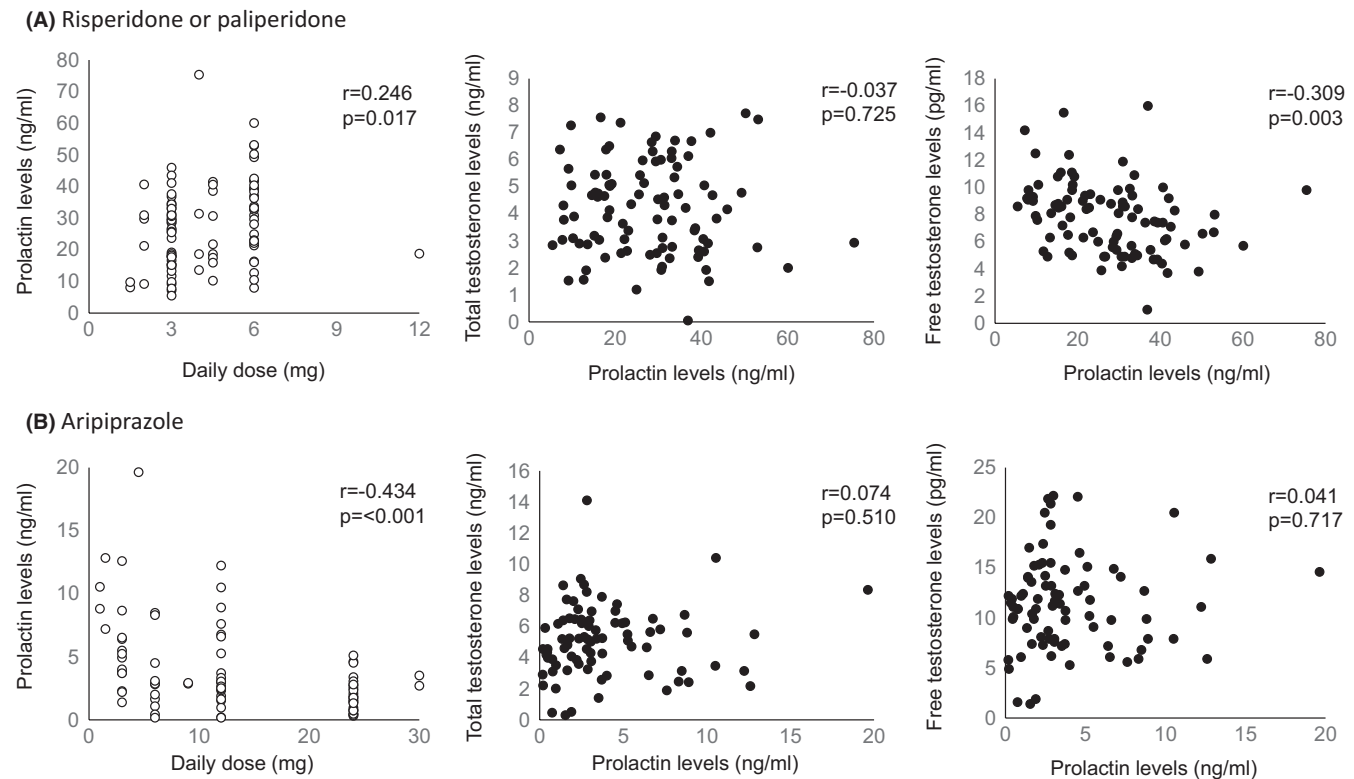 (A) Risperidone or paliperidone
80
70
60
50
40
30
20
10
0
0 3 6 9 12
Prolactin levels (ng/ml)
Daily dose (mg)
r=0.246
p=0.017
9
8
7
6
5
4
3
2
1
0
0 20 40 60 80
Total testosterone levels (ng/ml)
Prolactin levels (ng/ml)
r=-0.037
p=0.725
18
16
14
12
10
8
6
4
2
0
0 20 40 60 80
Free testosterone levels (pg/ml)
Prolactin levels (ng/ml)
r=-0.309
p=0.003
(B) Aripiprazole
20
15
10
5
0
0 10 20 30
Prolactin levels (ng/ml)
Daily dose (mg)
r=-0.434
p=<0.001
16
14
12
10
8
6
4
2
0
0 5 10 15 20
Total testosterone levels (ng/ml)
Prolactin levels (ng/ml)
r=0.074
p=0.510
25
20
15
10
5
0
0 5 10 15 20
Free testosterone levels (pg/ml)
Prolactin levels (ng/ml)
r=0.041
p=0.717